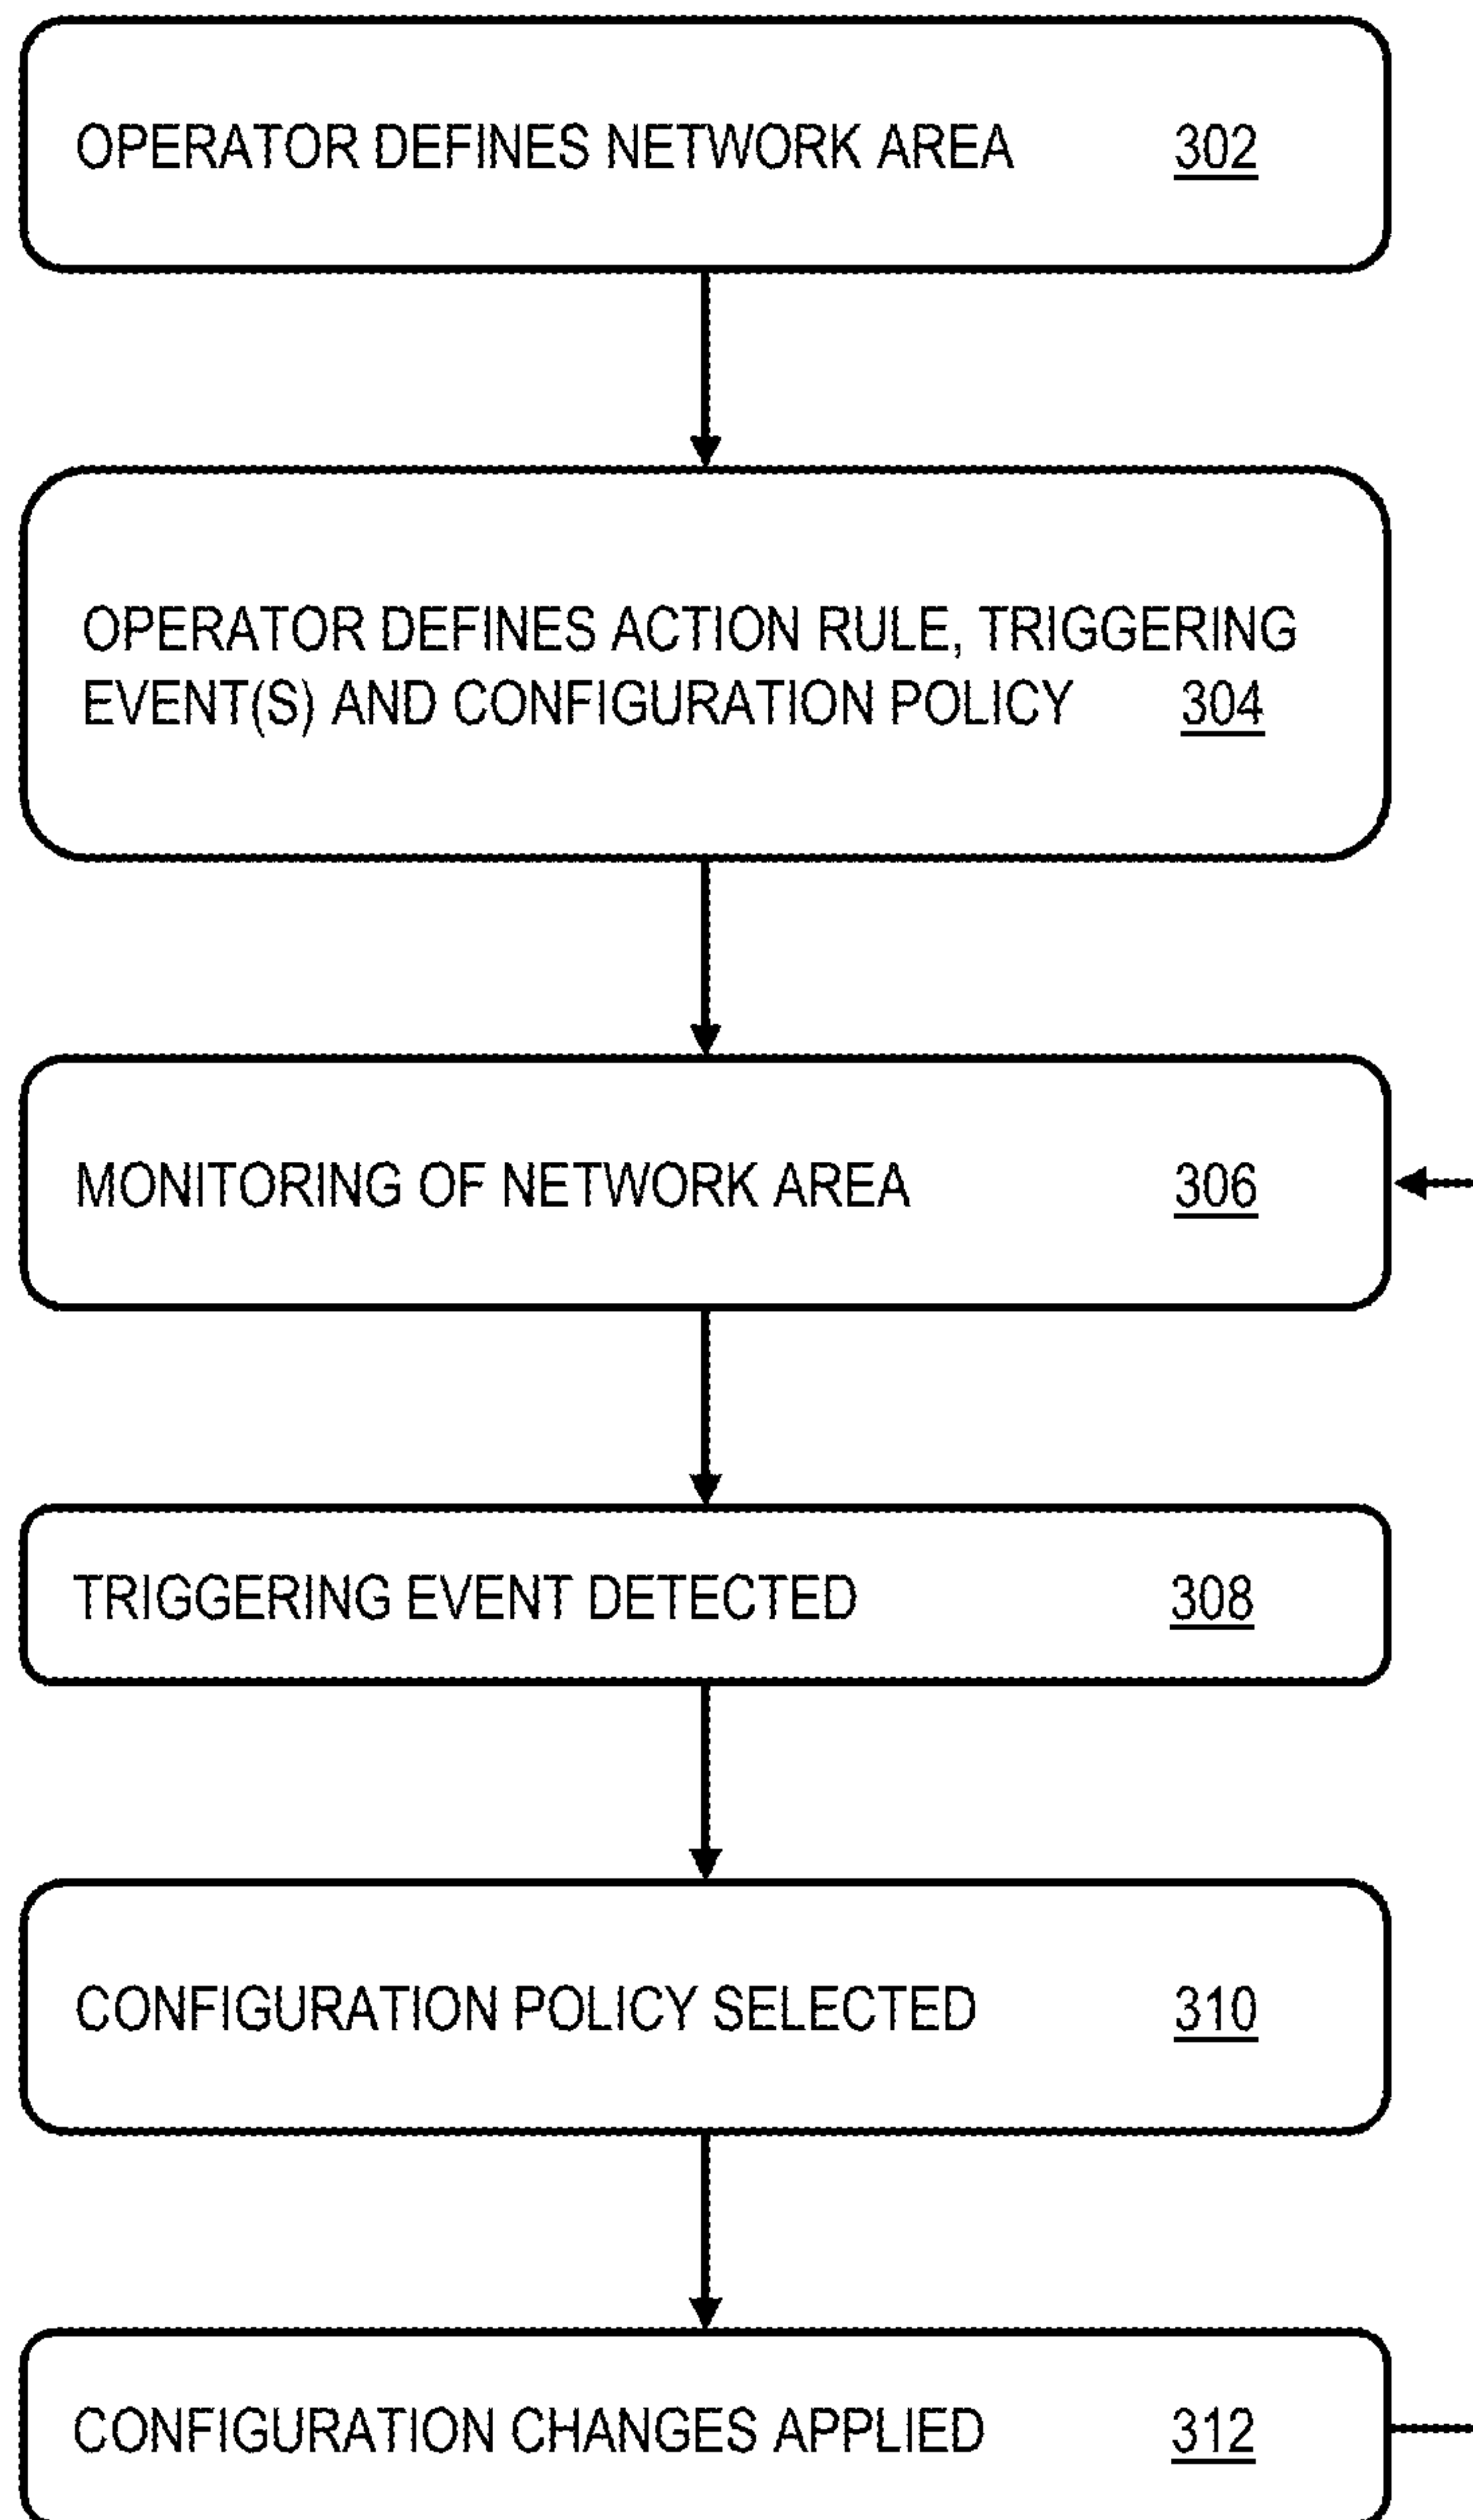 OPERATOR DEFINES NETWORK AREA 302
OPERATOR DEFINES ACTION RULE, TRIGGERING
EVENT(S) AND CONFIGURATION POLICY 304
MONITORING OF NETWORK AREA 306
TRIGGERING EVENT DETECTED 308
CONFIGURATION POLICY SELECTED 310
CONFIGURATION CHANGES APPLIED 312